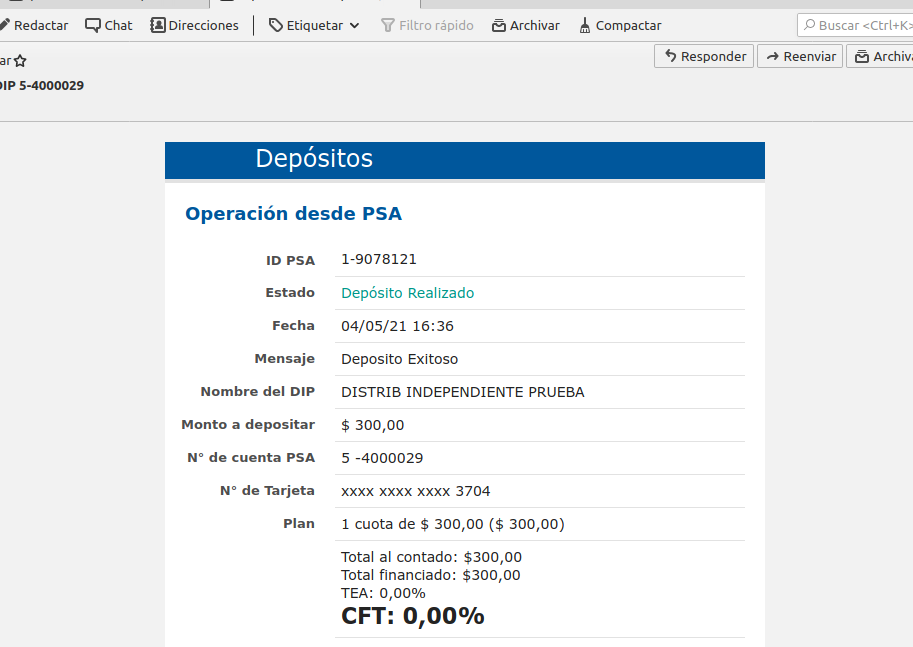 Redactar Chat Direcciones Etiquetar Filtro rápido Archivar Compactar Buscar <Ctrl+K>
ar Responder Reenviar Archiva
DIP 5-4000029
Depósitos
Operación desde PSA
ID PSA 1-9078121
Estado Depósito Realizado
Fecha 04/05/21 16:36
Mensaje Deposito Exitoso
Nombre del DIP DISTRIB INDEPENDIENTE PRUEBA
Monto a depositar $ 300,00
N° de cuenta PSA 5 -4000029
N° de Tarjeta xxxx xxxx xxxx 3704
Plan 1 cuota de $ 300,00 ($ 300,00)
Total al contado: $300,00
Total financiado: $300,00
TEA: 0,00%
CFT: 0,00%